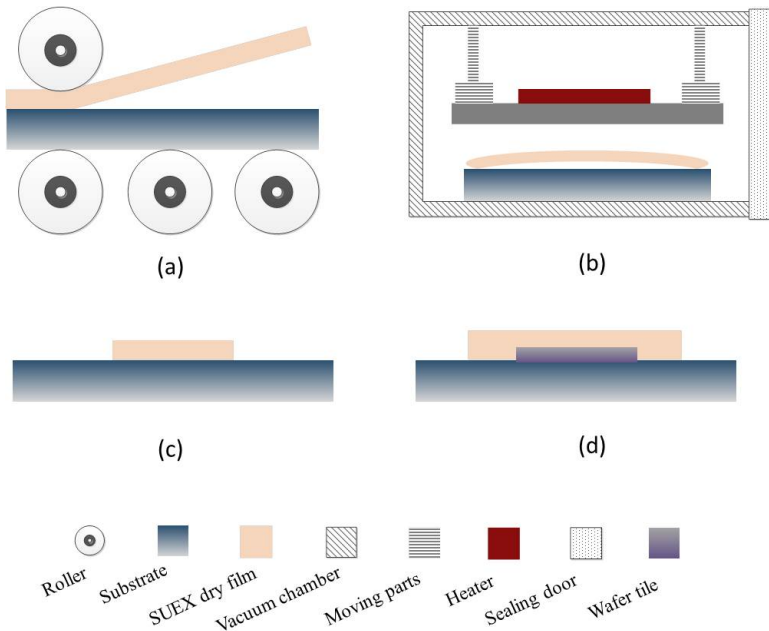 (a)
(b)
(c)
(d)
Roller
Substrate
SUEX dry film
Vacuum chamber
Moving parts
Heater
Sealing door
Wafer tile